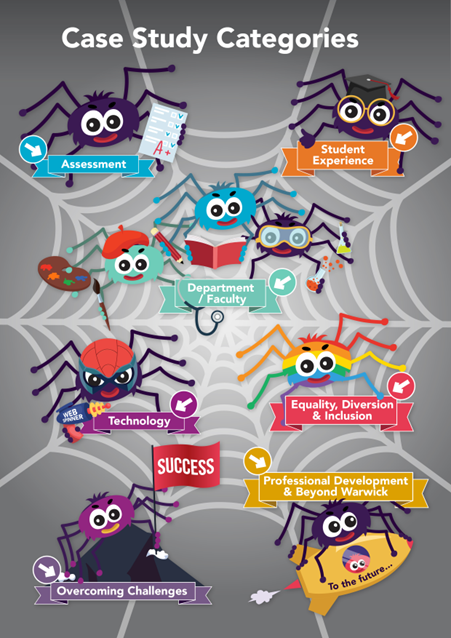 Case Study Categories
A+
Assessment
Student
Experience
Department
/ Faculty
WEB
SPINNER
Technology
Equality, Diversion
& Inclusion
SUCCESS
Overcoming Challenges
Professional Development
& Beyond Warwick
To the future...